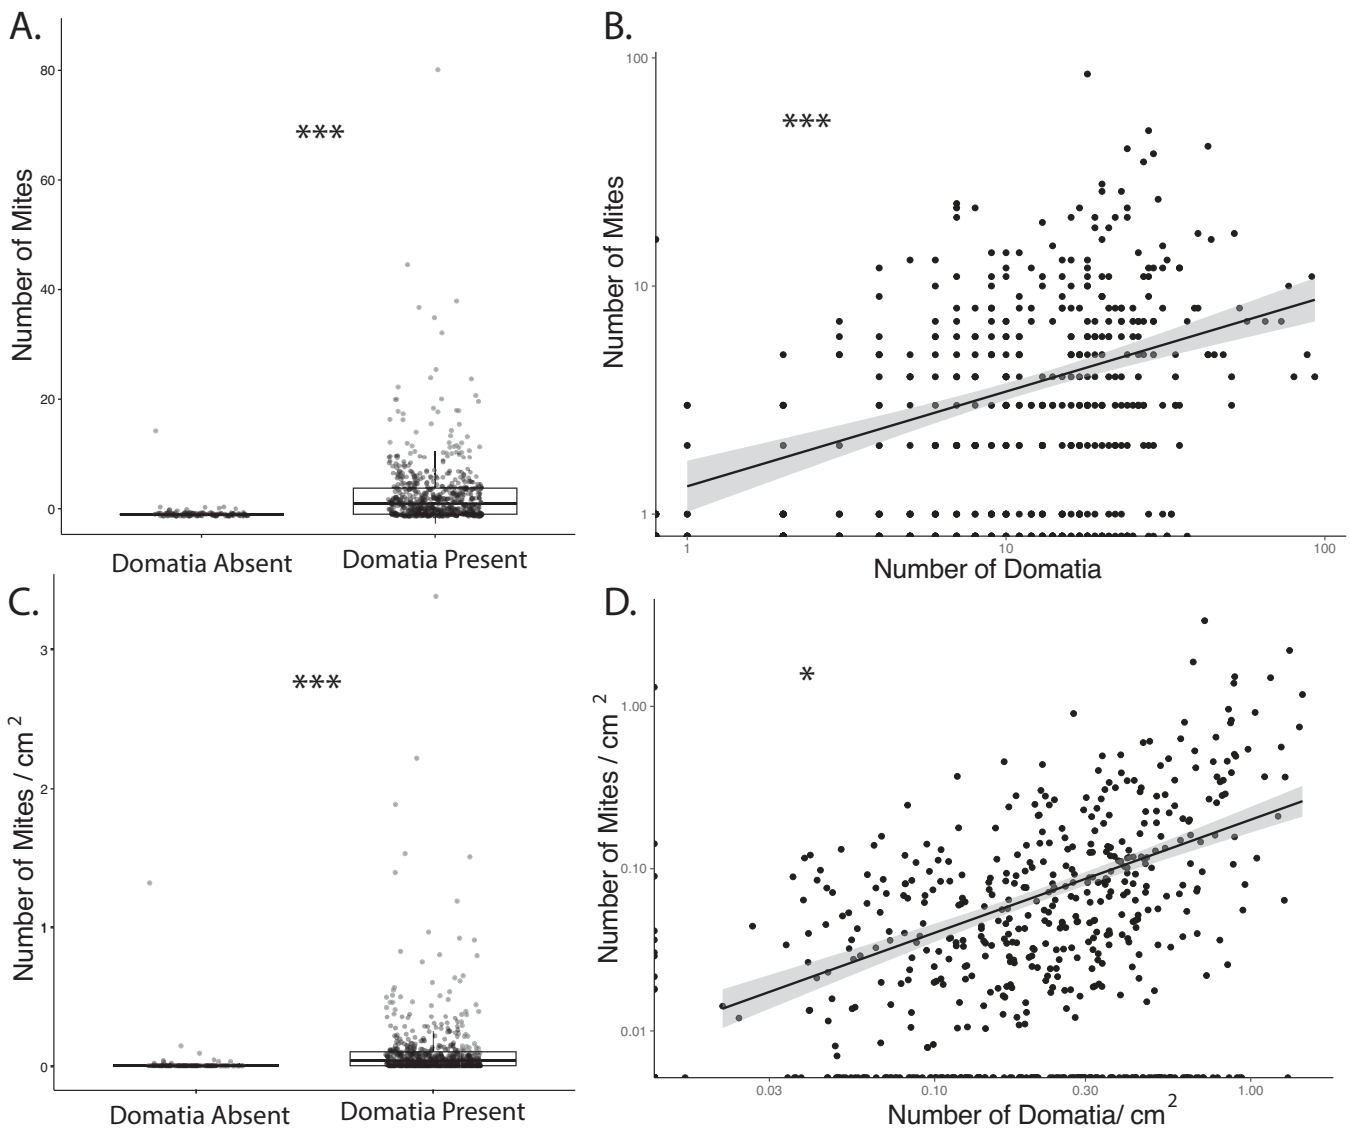 A.
Number of Mites
80
60
40
20
0
***
Domatia Absent
Domatia Present
B.
Number of Mites
100
10
1
***
1
10
100
Number of Domatia
C.
Number of Mites / cm 2
3
2
1
0
***
Domatia Absent
Domatia Present
D.
Number of Mites / cm 2
1.00
0.10
0.01
*
0.03
0.10
0.30
1.00
Number of Domatia/ cm2